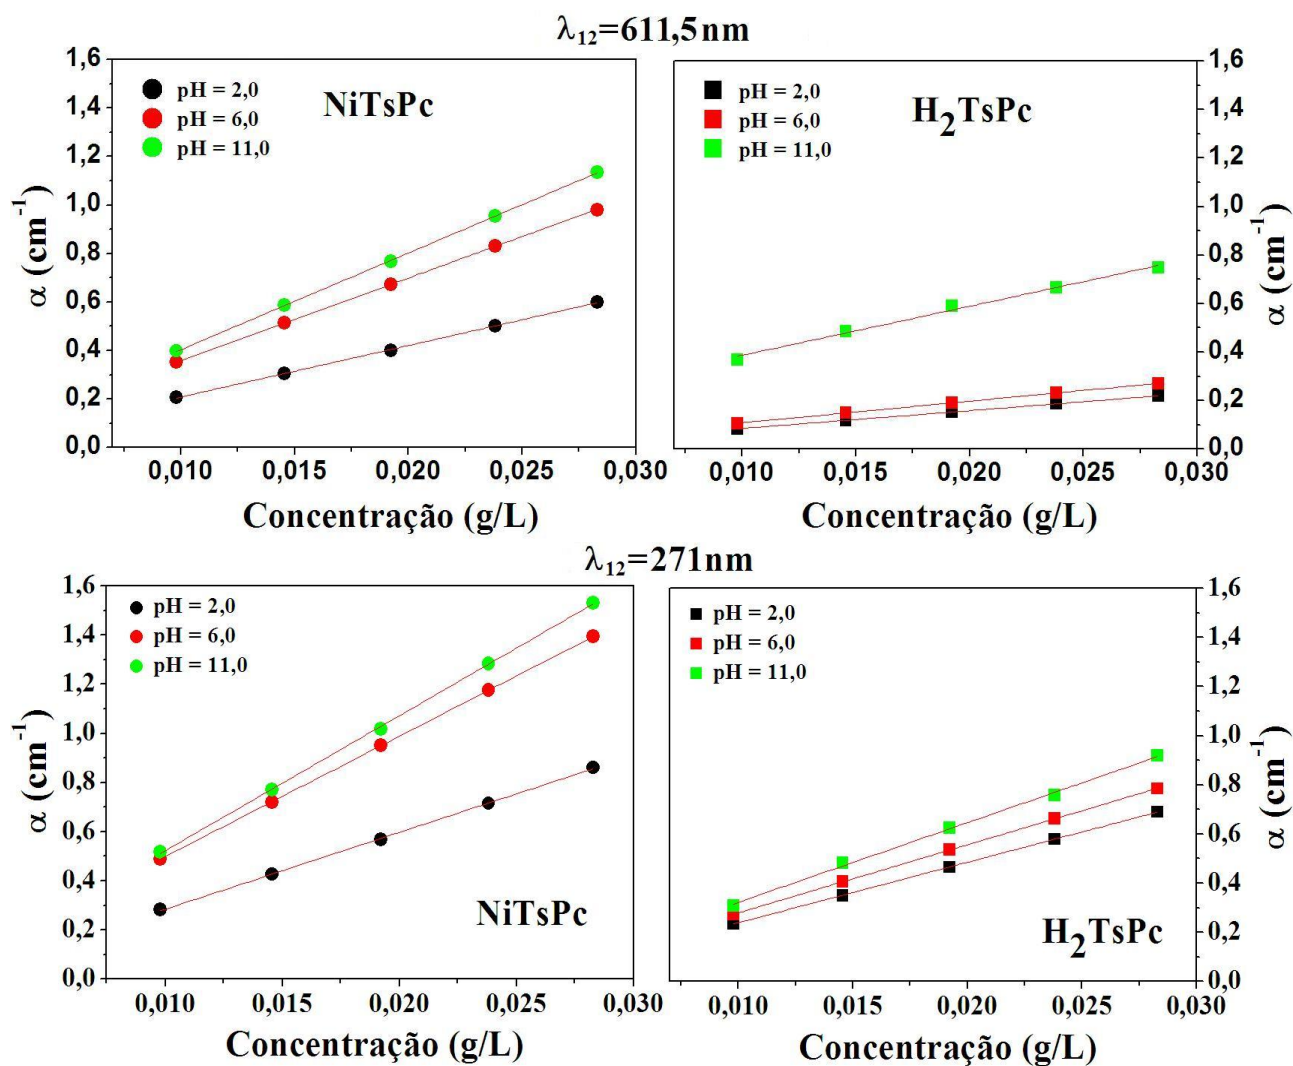 λ₁₂=611,5nm
α (cm⁻¹)
1,6
1,4
1,2
1,0
0,8
0,6
0,4
0,2
0,0
pH = 2,0
pH = 6,0
pH = 11,0
NiTsPc
0,010 0,015 0,020 0,025 0,030
Concentração (g/L)
pH = 2,0
pH = 6,0
pH = 11,0
H₂TsPc
1,6
1,4
1,2
1,0
0,8
0,6
0,4
0,2
0,0
α (cm⁻¹)
0,010 0,015 0,020 0,025 0,030
Concentração (g/L)
λ₁₂=271nm
α (cm⁻¹)
1,6
1,4
1,2
1,0
0,8
0,6
0,4
0,2
0,0
pH = 2,0
pH = 6,0
pH = 11,0
NiTsPc
0,010 0,015 0,020 0,025 0,030
Concentração (g/L)
pH = 2,0
pH = 6,0
pH = 11,0
H₂TsPc
1,6
1,4
1,2
1,0
0,8
0,6
0,4
0,2
0,0
α (cm⁻¹)
0,010 0,015 0,020 0,025 0,030
Concentração (g/L)